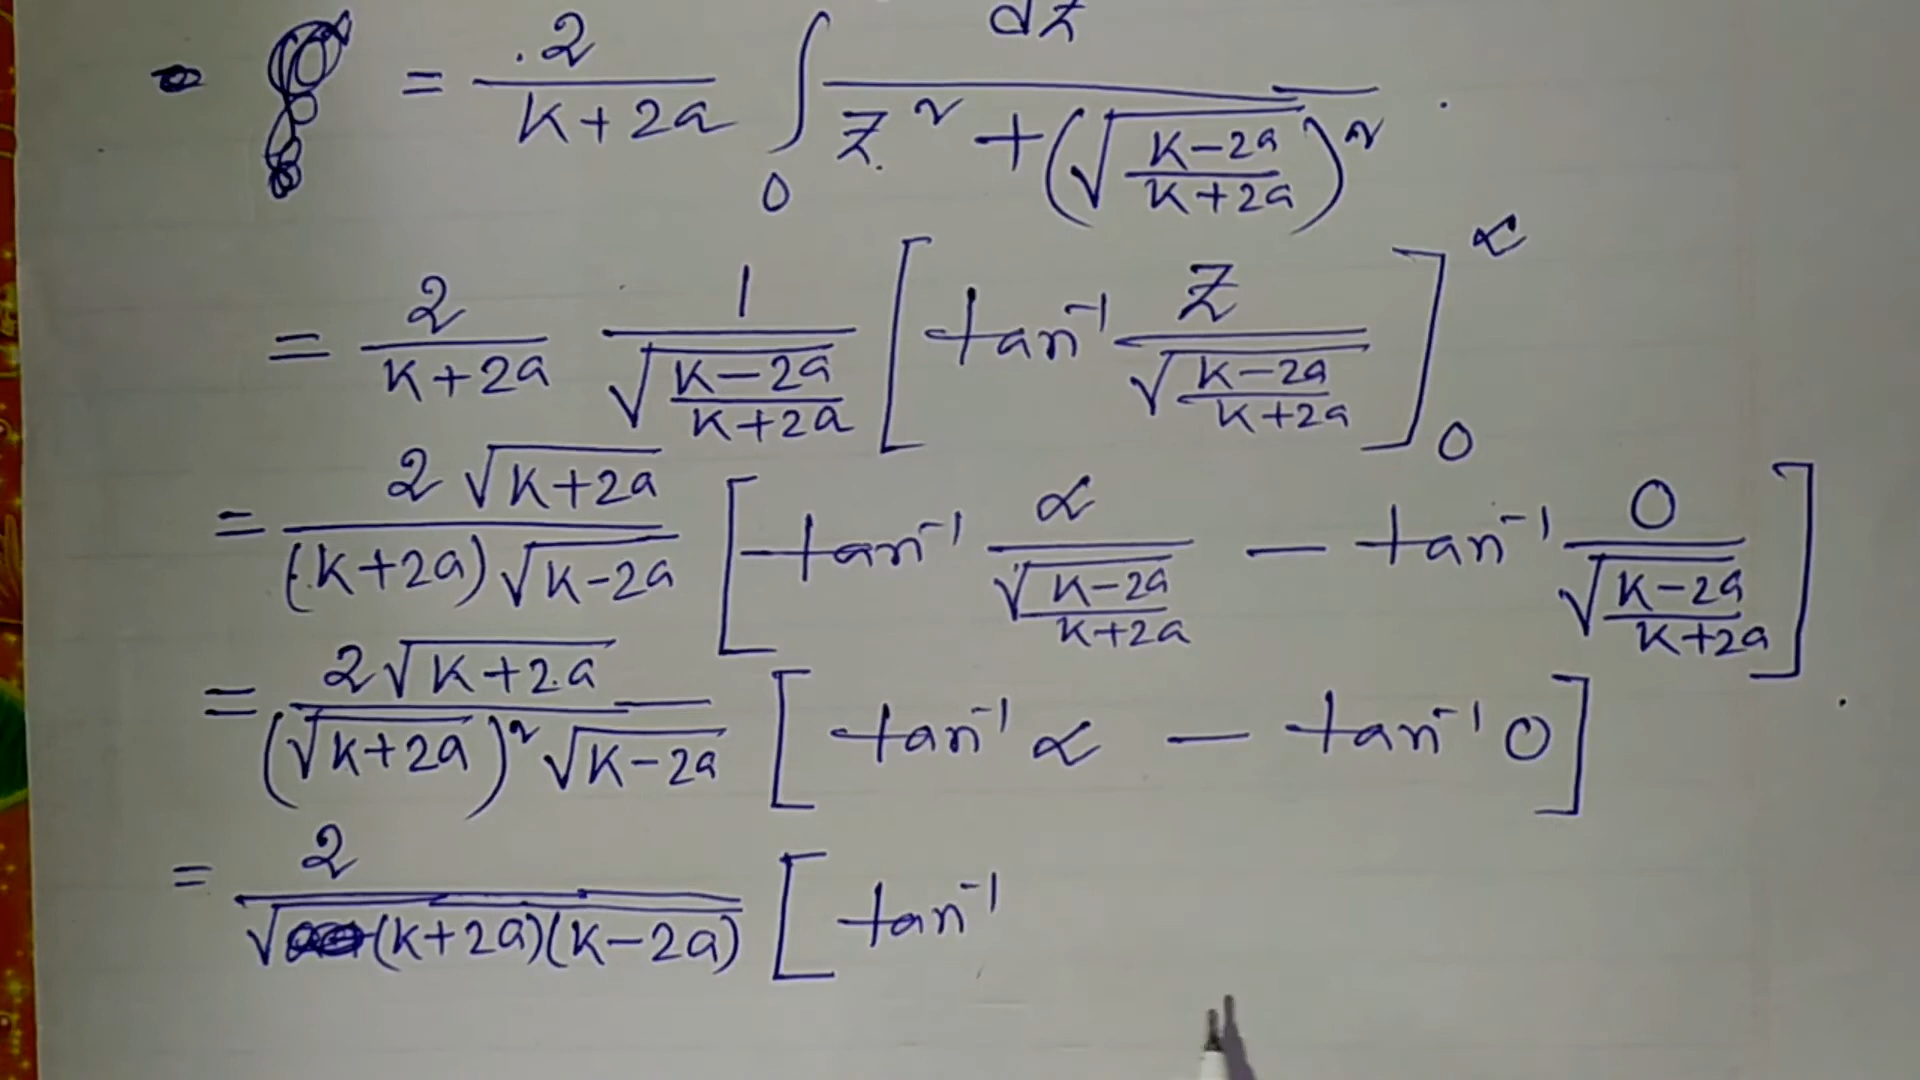 = 2/(K+2a) ∫₀ dz/(z² + (√((K-2a)/(K+2a)))²)
= 2/(K+2a) 1/√((K-2a)/(K+2a)) [tan⁻¹ z/√((K-2a)/(K+2a))]₀^∝
= 2√(K+2a)/((K+2a)√(K-2a)) [tan⁻¹ ∝/√((K-2a)/(K+2a)) - tan⁻¹ 0/√((K-2a)/(K+2a))]
= 2√(K+2a)/((√(K+2a))²√(K-2a)) [tan⁻¹ ∝ - tan⁻¹ 0]
= 2/√((K+2a)(K-2a)) [tan⁻¹